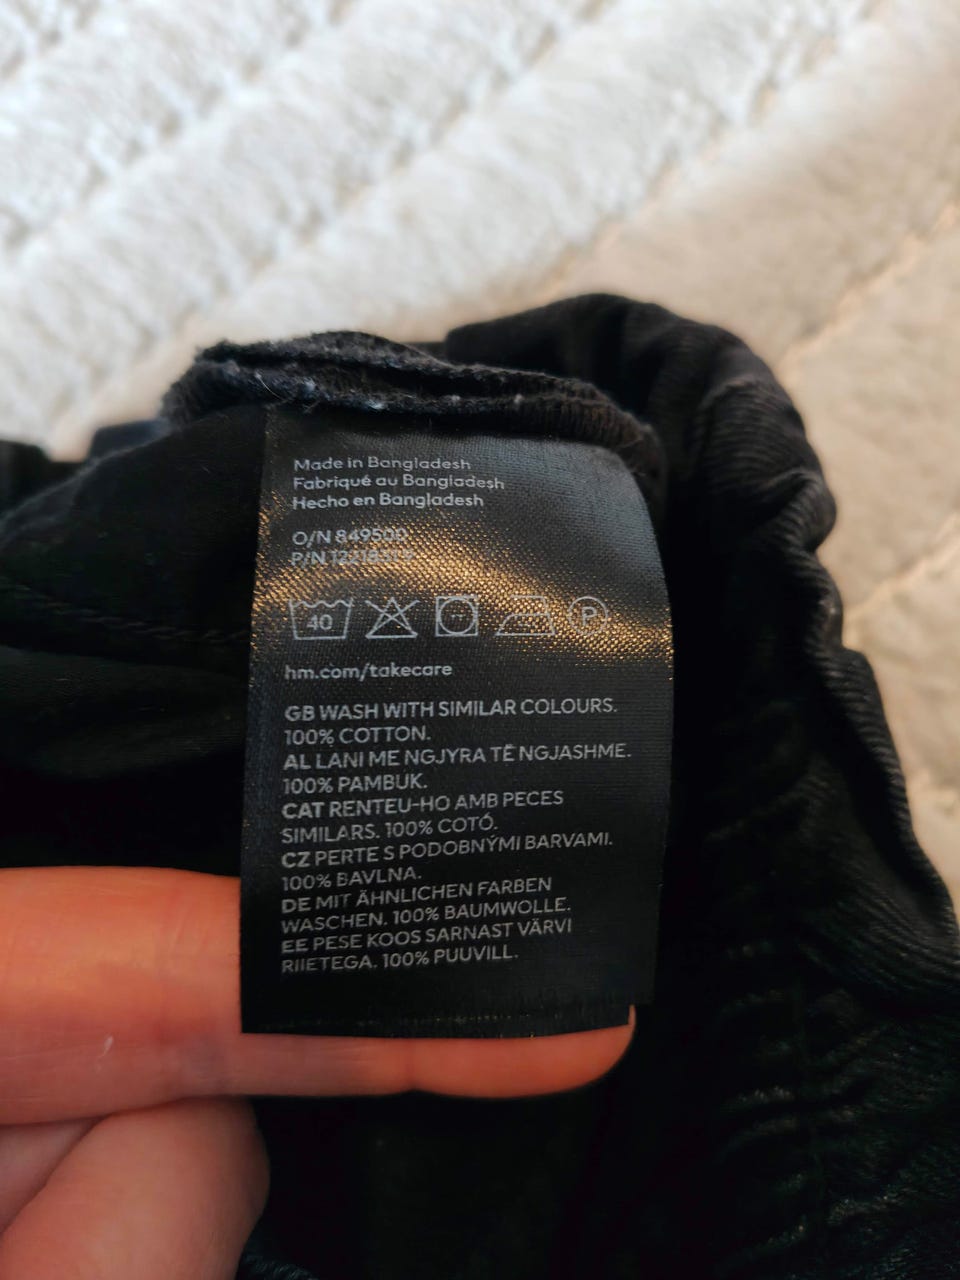 Made in Bangladesh
Fabriqué au Bangladesh
Hecho en Bangladesh
O/N 849500
P/N
40
P
hm.com/takecare
GB WASH WITH SIMILAR COLOURS.
100% COTTON.
AL LANI ME NGJYRA TË NGJASHME.
100% PAMBUK.
CAT RENTEU-HO AMB PECES
SIMILARS. 100% COTÓ.
CZ PERTE S PODOBNÝMI BARVAMI.
100% BAVLNA.
DE MIT ÄHNLICHEN FARBEN
WASCHEN. 100% BAUMWOLLE.
EE PESE KOOS SARNAST VÄRVI
RIIETEGA. 100% PUUVILL.